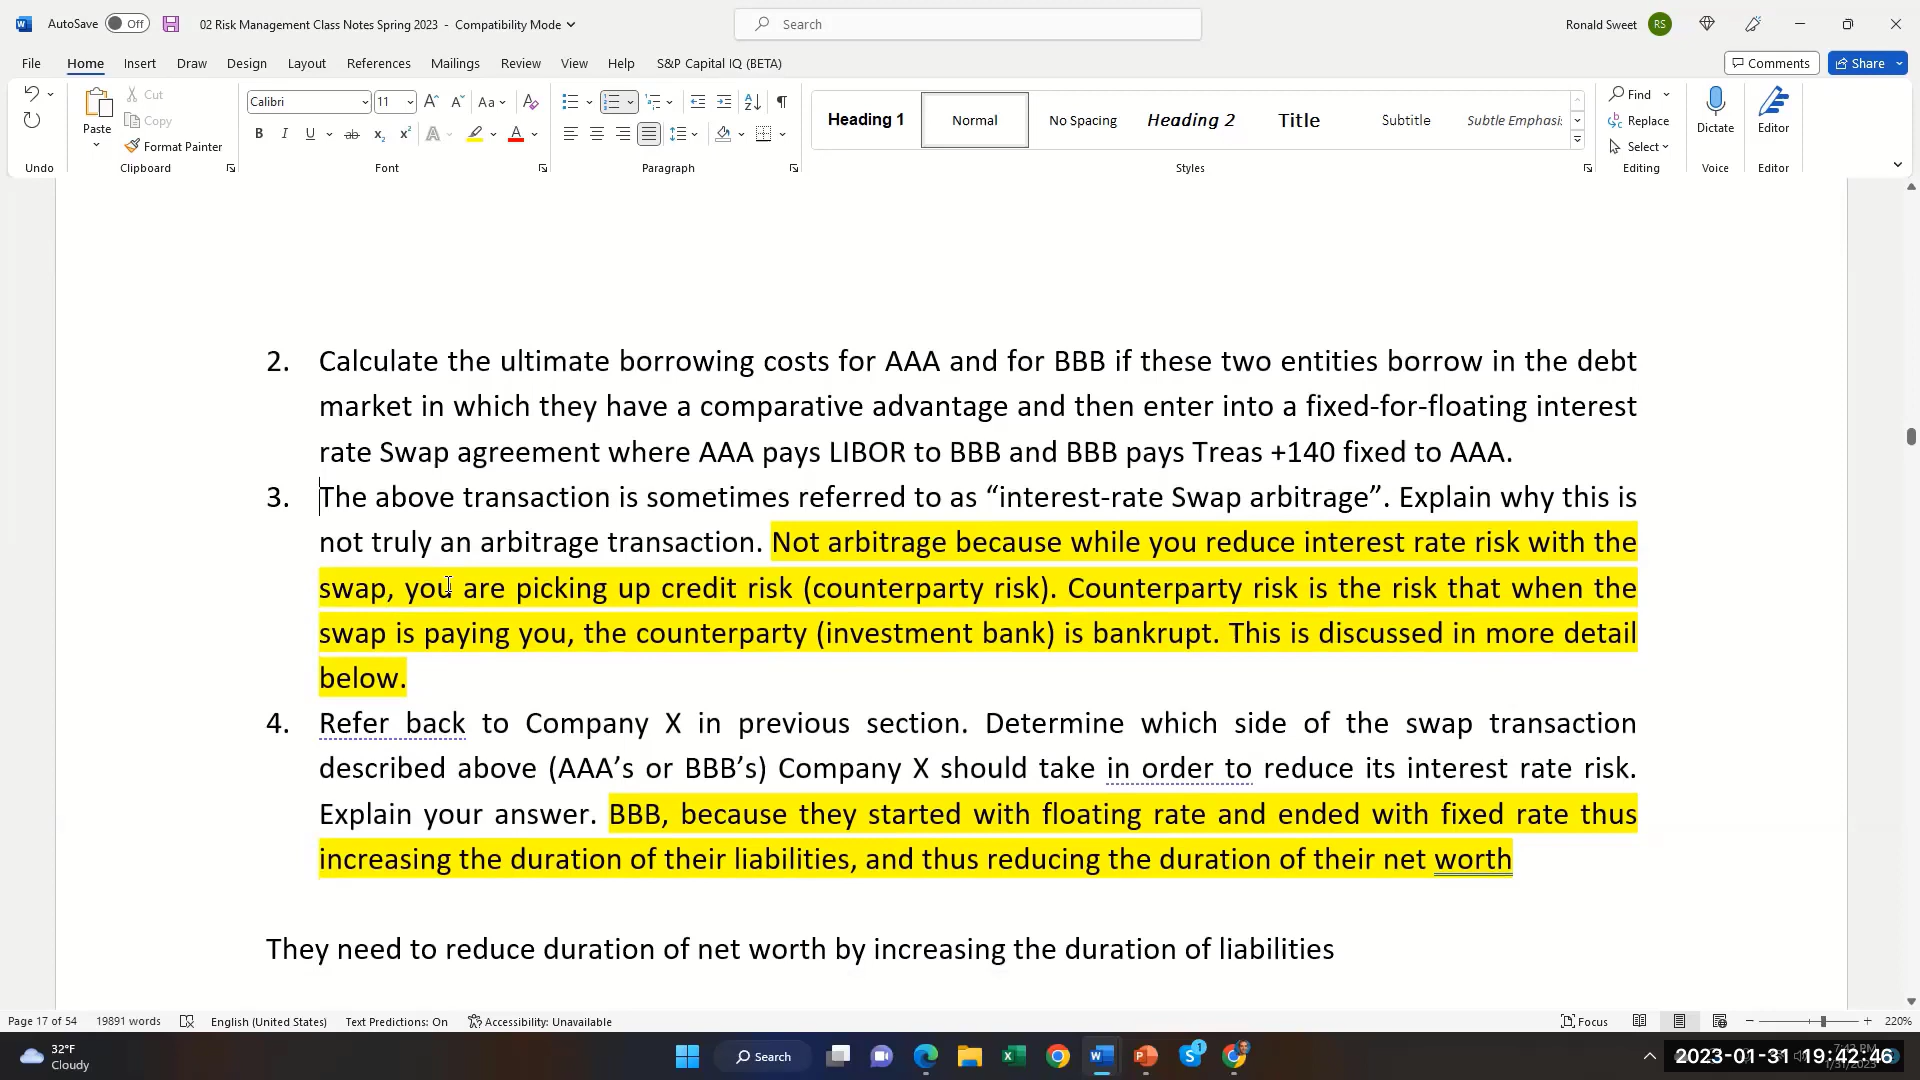 AutoSave Off 02 Risk Management Class Notes Spring 2023 - Compatibility Mode Search Ronald Sweet RS
File Home Insert Draw Design Layout References Mailings Review View Help S&P Capital IQ (BETA) Comments Share
Cut Calibri 11 Aa Find
Paste Copy Heading 1 Normal No Spacing Heading 2 Title Subtitle Subtle Emphasis Replace Dictate Editor
Format Painter B I U ab x₂ x² A A Select
Undo Clipboard Font Paragraph Styles Editing Voice Editor
2. Calculate the ultimate borrowing costs for AAA and for BBB if these two entities borrow in the debt
market in which they have a comparative advantage and then enter into a fixed-for-floating interest
rate Swap agreement where AAA pays LIBOR to BBB and BBB pays Treas +140 fixed to AAA.
3. The above transaction is sometimes referred to as “interest-rate Swap arbitrage”. Explain why this is
not truly an arbitrage transaction. Not arbitrage because while you reduce interest rate risk with the
swap, you are picking up credit risk (counterparty risk). Counterparty risk is the risk that when the
swap is paying you, the counterparty (investment bank) is bankrupt. This is discussed in more detail
below.
4. Refer back to Company X in previous section. Determine which side of the swap transaction
described above (AAA’s or BBB’s) Company X should take in order to reduce its interest rate risk.
Explain your answer. BBB, because they started with floating rate and ended with fixed rate thus
increasing the duration of their liabilities, and thus reducing the duration of their net worth
They need to reduce duration of net worth by increasing the duration of liabilities
Page 17 of 54 19891 words English (United States) Text Predictions: On Accessibility: Unavailable Focus 220%
32°F
Cloudy
Search 1
2023-01-31 19:42:46